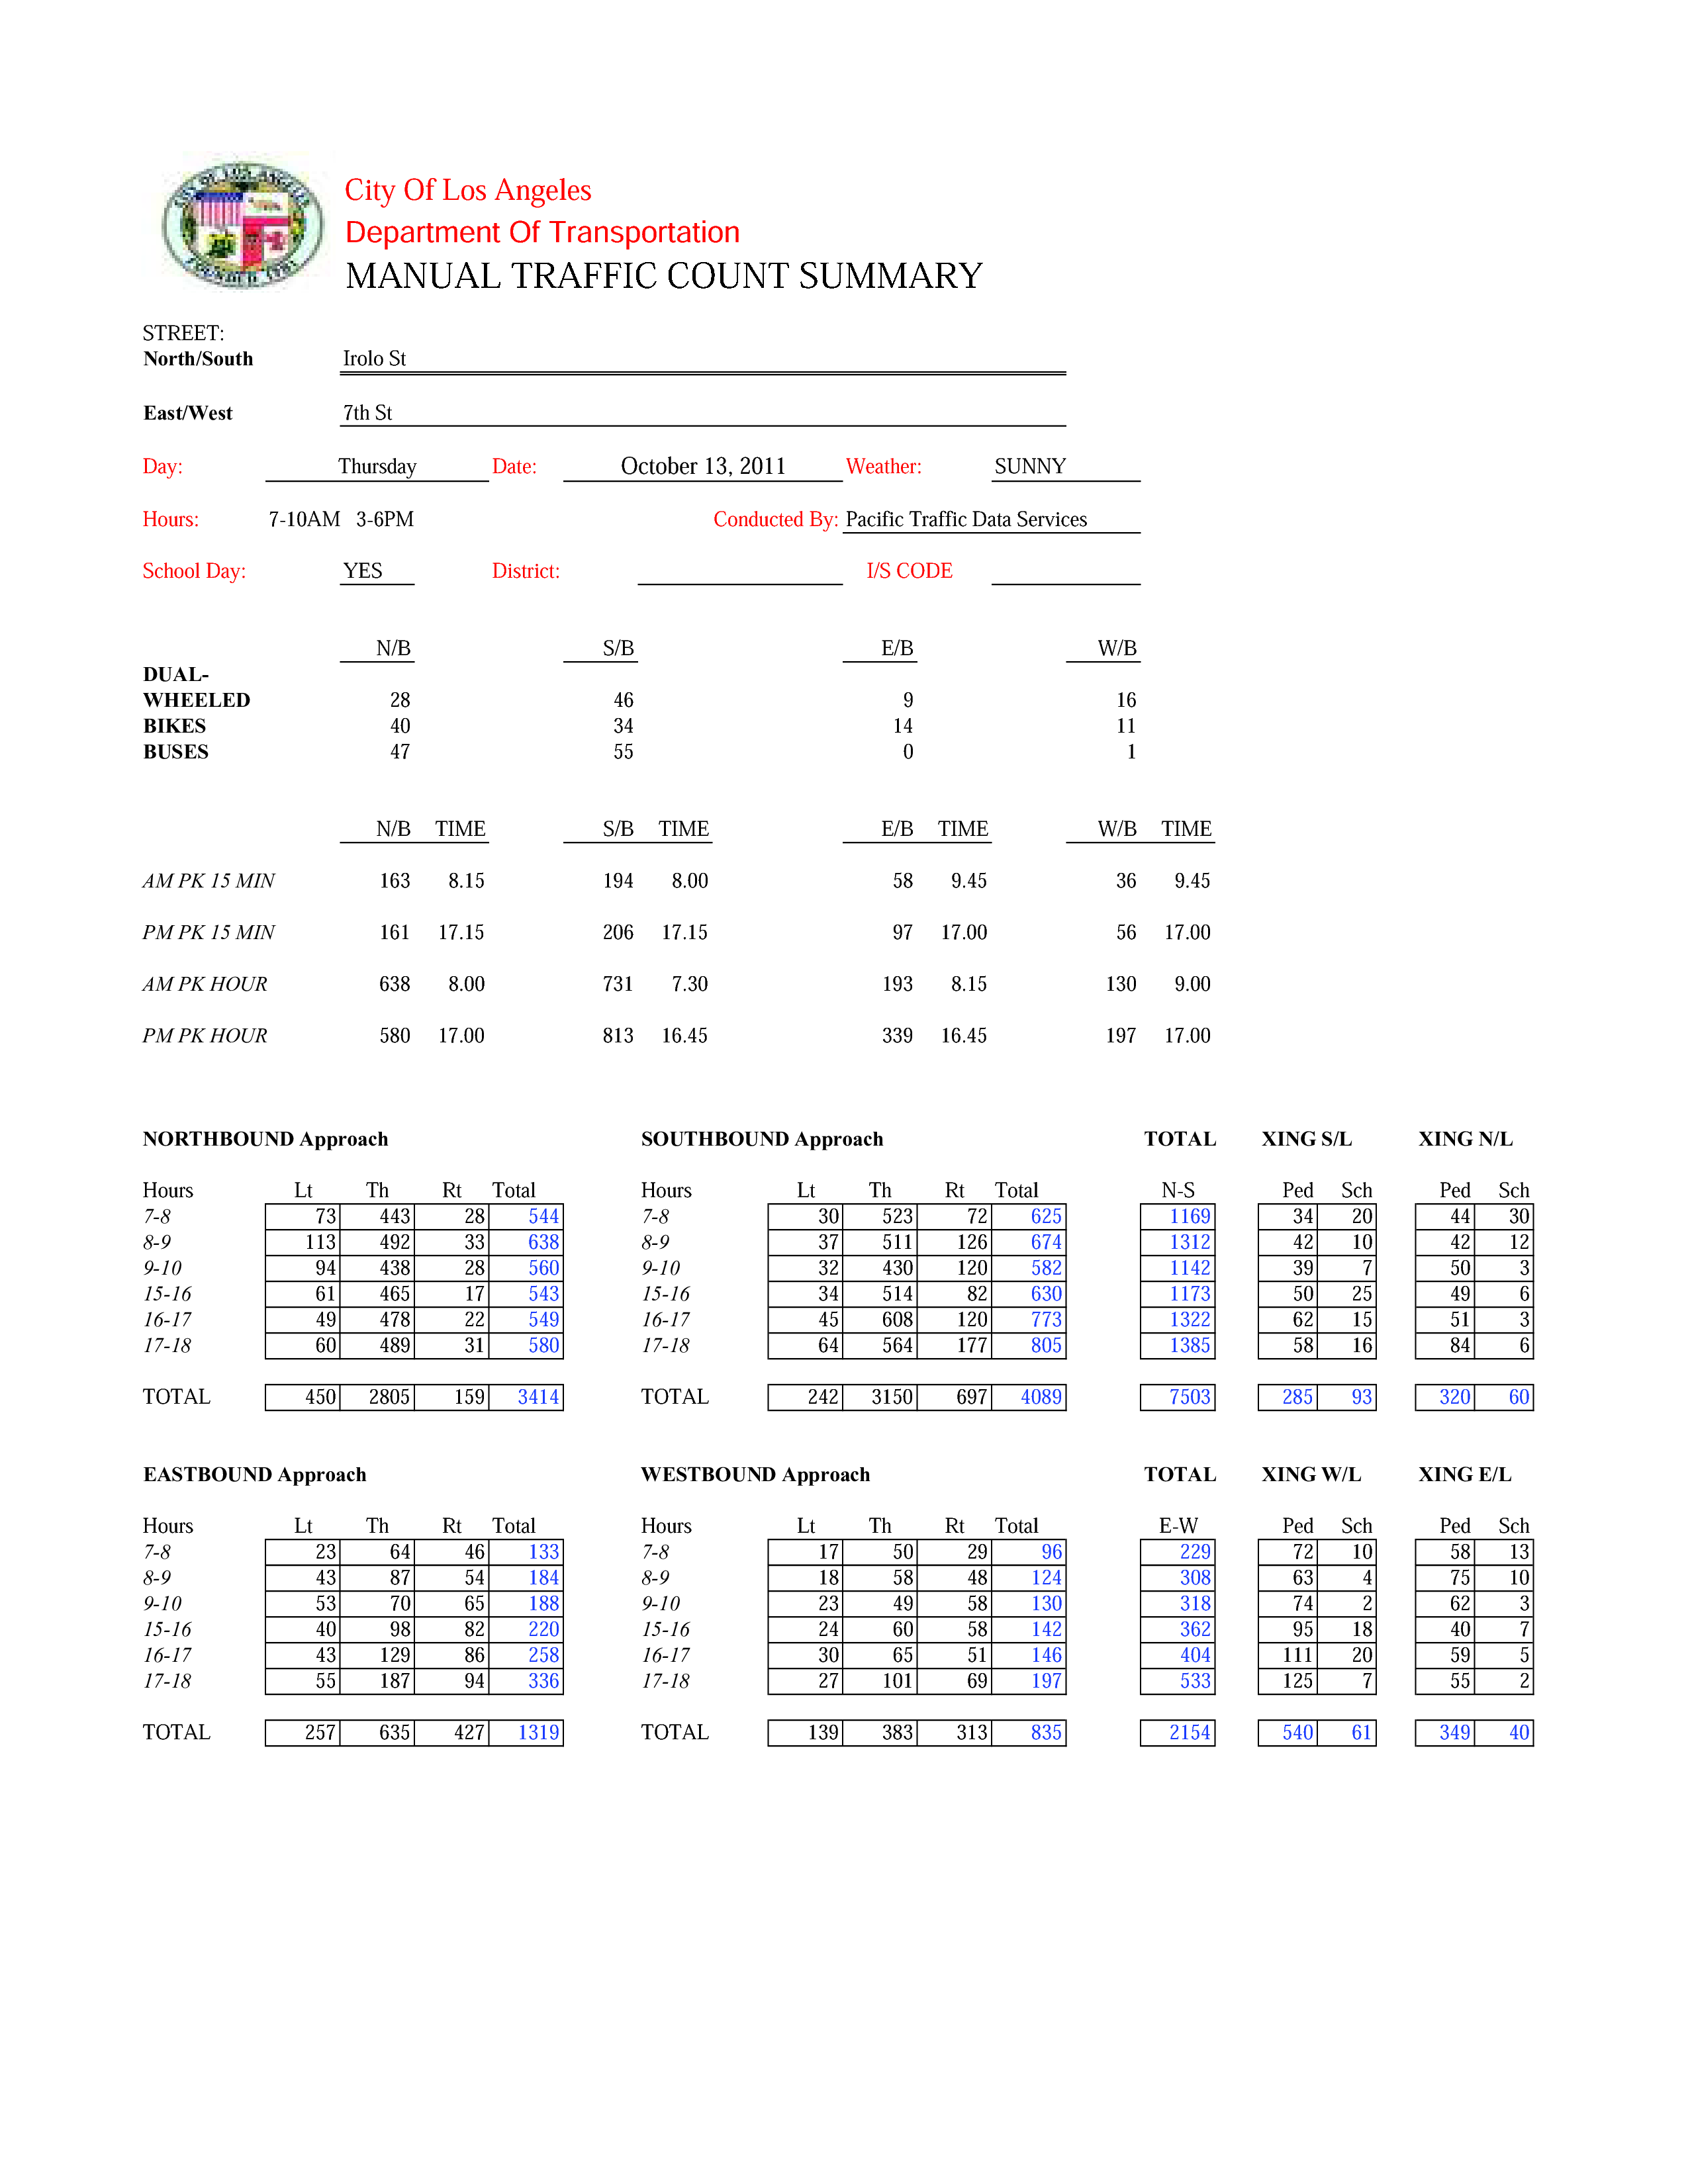 City Of Los Angeles
Department Of Transportation
MANUAL TRAFFIC COUNT SUMMARY
STREET:
North/South Irolo St
East/West 7th St
Day: Thursday Date: October 13, 2011 Weather: SUNNY
Hours: 7-10AM 3-6PM Conducted By: Pacific Traffic Data Services
School Day: YES District: I/S CODE
N/B S/B E/B W/B
DUAL-
WHEELED 28 46 9 16
BIKES 40 34 14 11
BUSES 47 55 0 1
N/B TIME S/B TIME E/B TIME W/B TIME
AM PK 15 MIN 163 8.15 194 8.00 58 9.45 36 9.45
PM PK 15 MIN 161 17.15 206 17.15 97 17.00 56 17.00
AM PK HOUR 638 8.00 731 7.30 193 8.15 130 9.00
PM PK HOUR 580 17.00 813 16.45 339 16.45 197 17.00
NORTHBOUND Approach SOUTHBOUND Approach TOTAL XING S/L XING N/L
Hours Lt Th Rt Total Hours Lt Th Rt Total N-S Ped Sch Ped Sch
7-8 73 443 28 544 7-8 30 523 72 625 1169 34 20 44 30
8-9 113 492 33 638 8-9 37 511 126 674 1312 42 10 42 12
9-10 94 438 28 560 9-10 32 430 120 582 1142 39 7 50 3
15-16 61 465 17 543 15-16 34 514 82 630 1173 50 25 49 6
16-17 49 478 22 549 16-17 45 608 120 773 1322 62 15 51 3
17-18 60 489 31 580 17-18 64 564 177 805 1385 58 16 84 6
TOTAL 450 2805 159 3414 TOTAL 242 3150 697 4089 7503 285 93 320 60
EASTBOUND Approach WESTBOUND Approach TOTAL XING W/L XING E/L
Hours Lt Th Rt Total Hours Lt Th Rt Total E-W Ped Sch Ped Sch
7-8 23 64 46 133 7-8 17 50 29 96 229 72 10 58 13
8-9 43 87 54 184 8-9 18 58 48 124 308 63 4 75 10
9-10 53 70 65 188 9-10 23 49 58 130 318 74 2 62 3
15-16 40 98 82 220 15-16 24 60 58 142 362 95 18 40 7
16-17 43 129 86 258 16-17 30 65 51 146 404 111 20 59 5
17-18 55 187 94 336 17-18 27 101 69 197 533 125 7 55 2
TOTAL 257 635 427 1319 TOTAL 139 383 313 835 2154 540 61 349 40